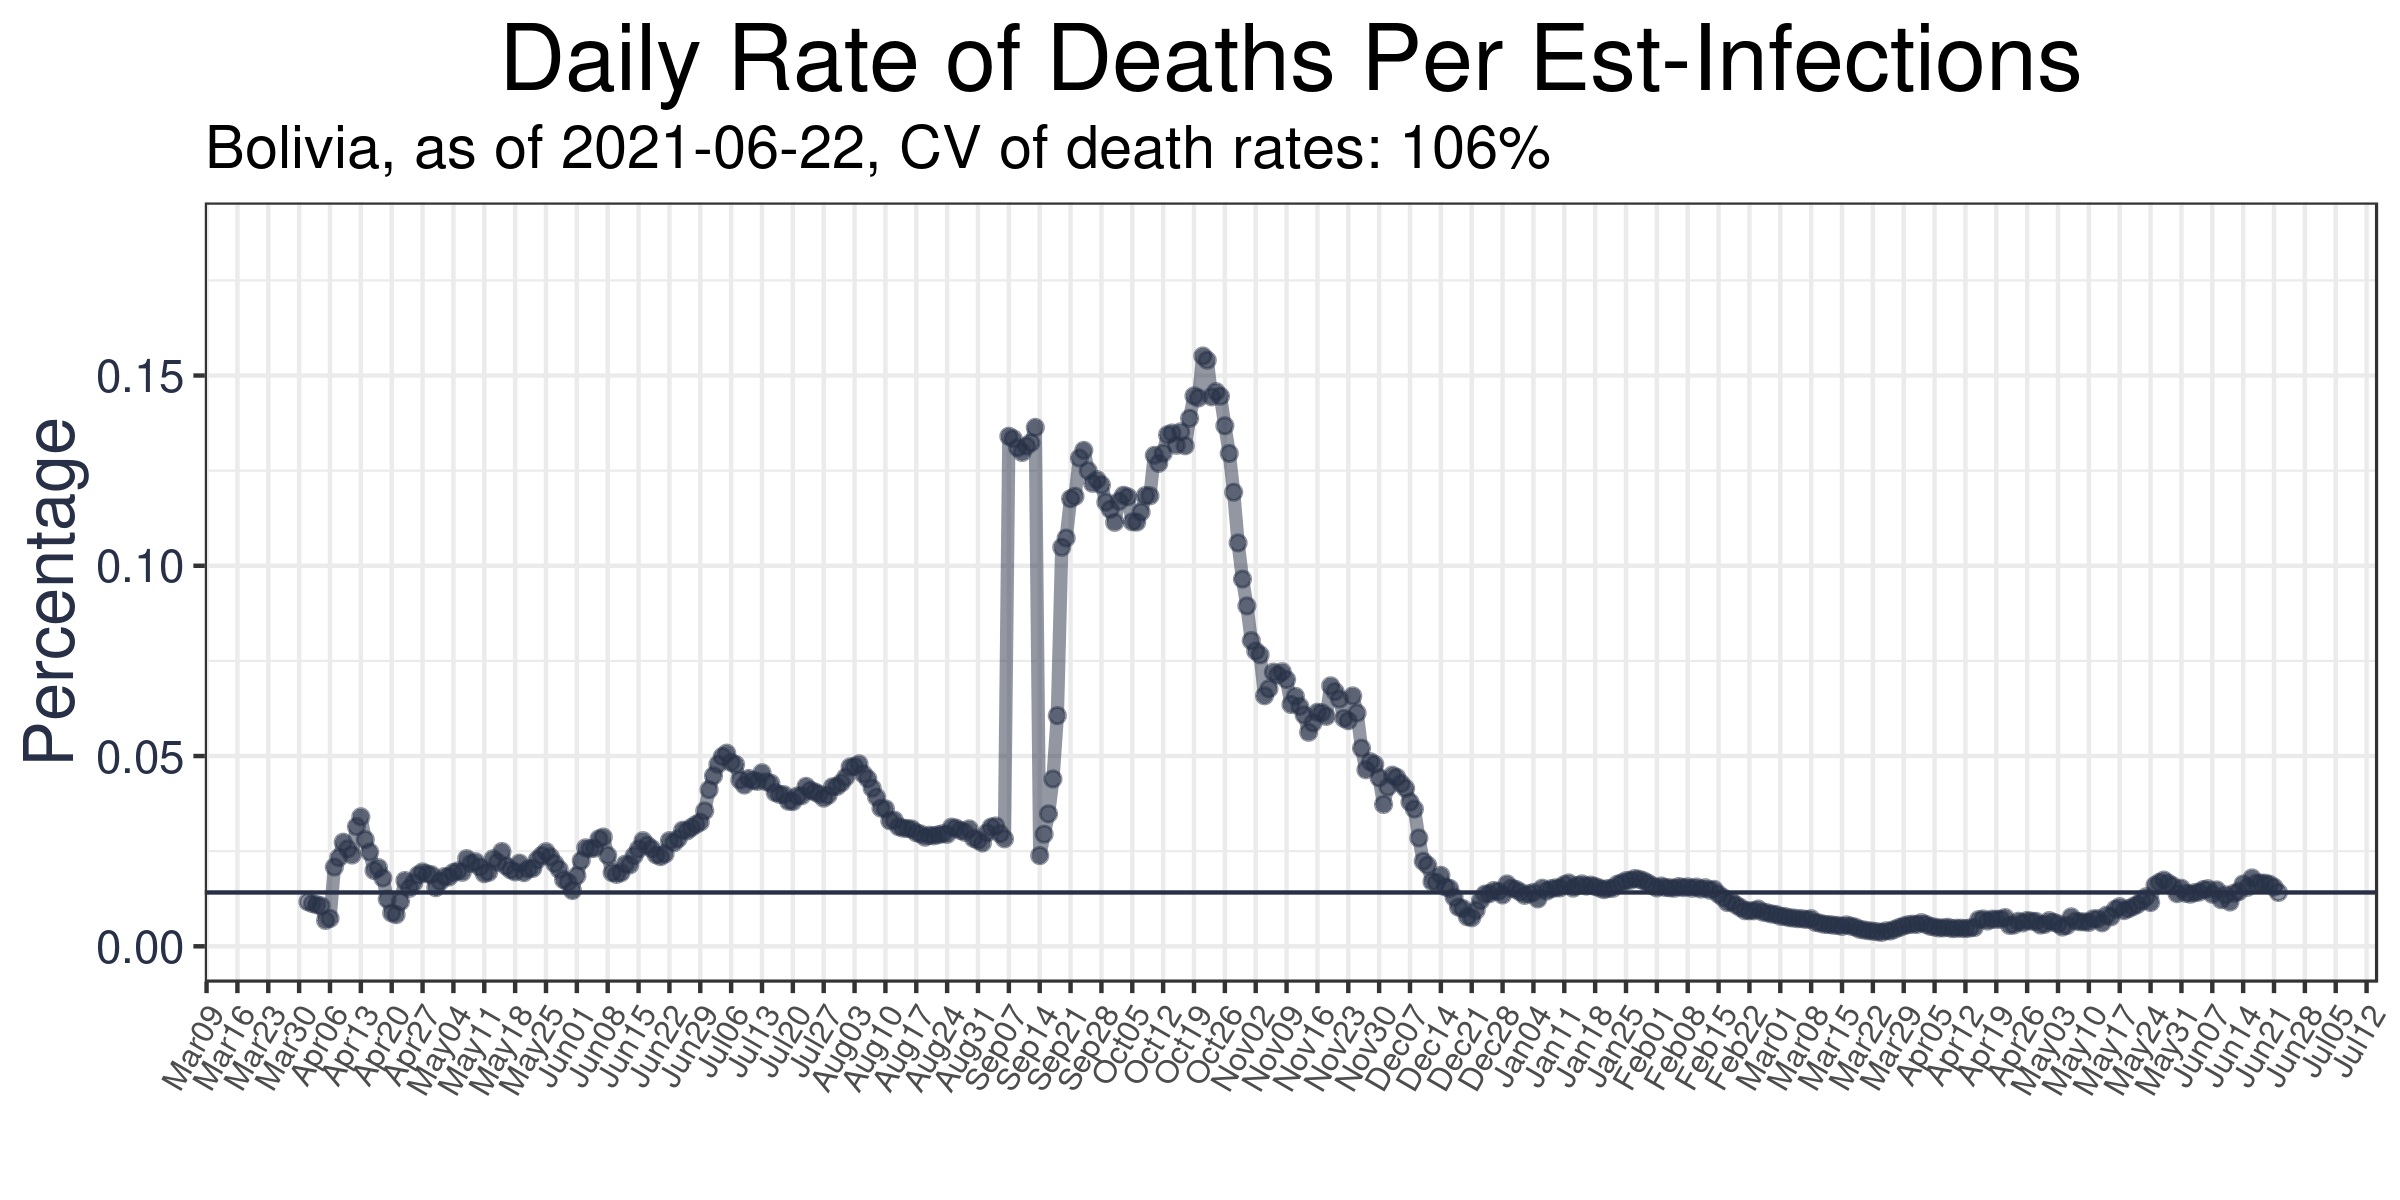 Daily Rate of Deaths Per Est-Infections
Bolivia, as of 2021-06-22, CV of death rates: 106%
Percentage
0.15
0.10
0.05
0.00
Mar09 Mar16 Mar23 Mar30 Apr06 Apr13 Apr20 Apr27 May04 May11 May18 May25 Jun01 Jun08 Jun15 Jun22 Jun29 Jul06 Jul13 Jul20 Jul27 Aug03 Aug10 Aug17 Aug24 Aug31 Sep07 Sep14 Sep21 Sep28 Oct05 Oct12 Oct19 Oct26 Nov02 Nov09 Nov16 Nov23 Nov30 Dec07 Dec14 Dec21 Dec28 Jan04 Jan11 Jan18 Jan25 Feb01 Feb08 Feb15 Feb22 Mar01 Mar08 Mar15 Mar22 Mar29 Apr05 Apr12 Apr19 Apr26 May03 May10 May17 May24 May31 Jun07 Jun14 Jun21 Jun28 Jul05 Jul12